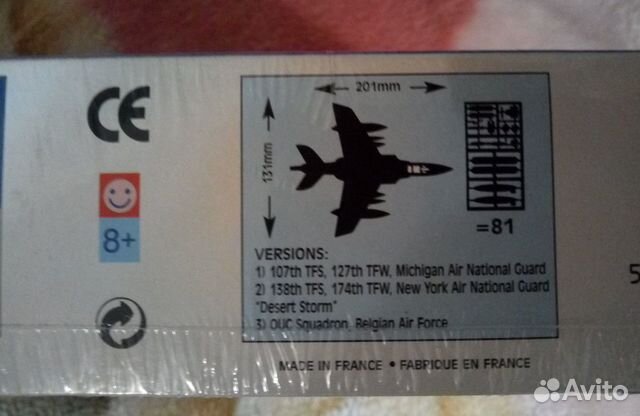 CE
201mm
131mm
8+
=81
VERSIONS:
1) 107th TFS, 127th TFW, Michigan Air National Guard
2) 138th TFS, 174th TFW, New York Air National Guard
"Desert Storm"
3) OUC Squadron, Belgian Air Force
5
MADE IN FRANCE • FABRIQUE EN FRANCE
Avito